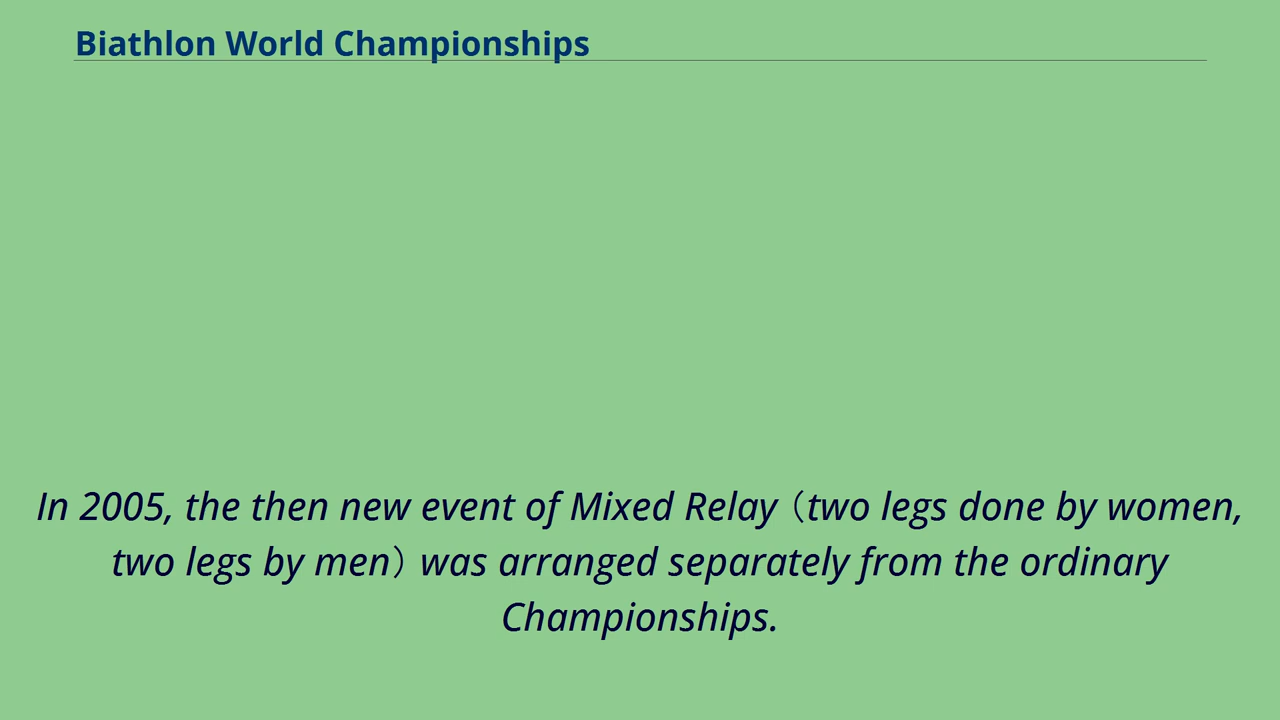 Biathlon World Championships
In 2005, the then new event of Mixed Relay（two legs done by women,
two legs by men）was arranged separately from the ordinary
Championships.